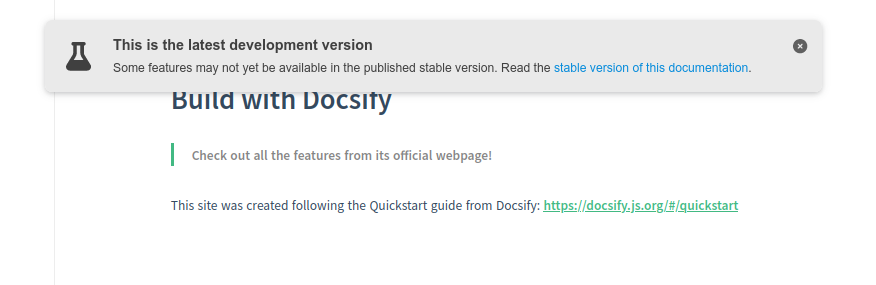 This is the latest development version
Some features may not yet be available in the published stable version. Read the stable version of this documentation.
Build with Docsify
Check out all the features from its official webpage!
This site was created following the Quickstart guide from Docsify: https://docsify.js.org/#/quickstart